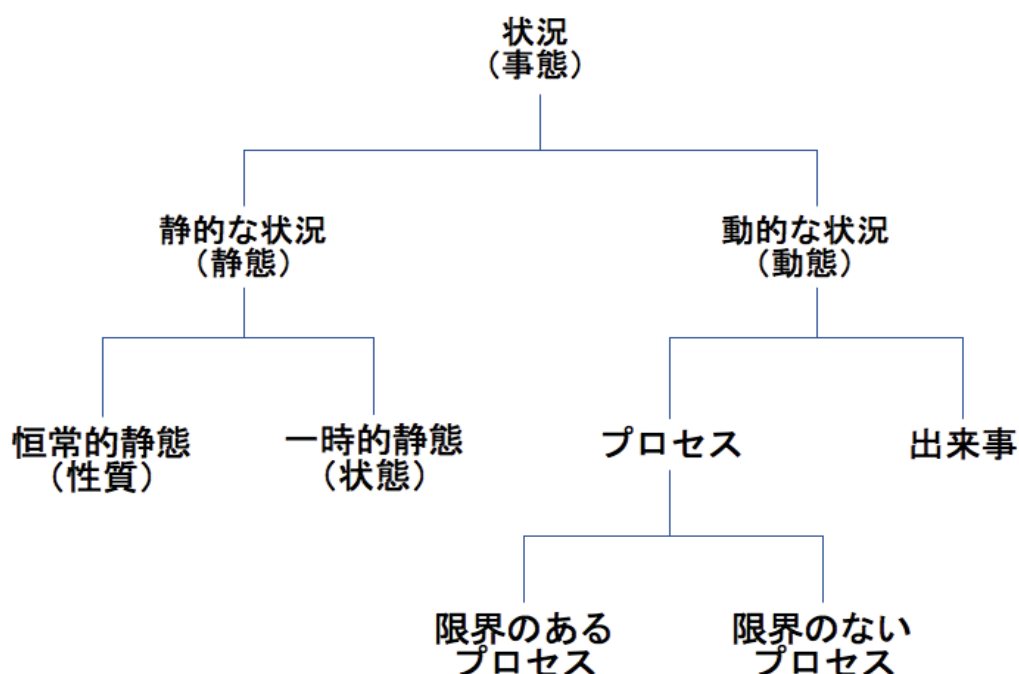 状況
(事態)
静的な状況
(静態)
動的な状況
(動態)
恒常的静態
(性質)
一時的静態
(状態)
プロセス
出来事
限界のある
プロセス
限界のない
プロセス